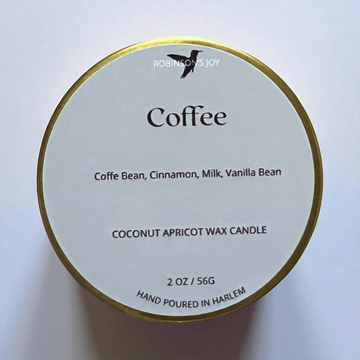 ROBINSON'S JOY
Coffee
Coffe Bean, Cinnamon, Milk, Vanilla Bean
COCONUT APRICOT WAX CANDLE
2 OZ / 56G
HAND POURED IN HARLEM